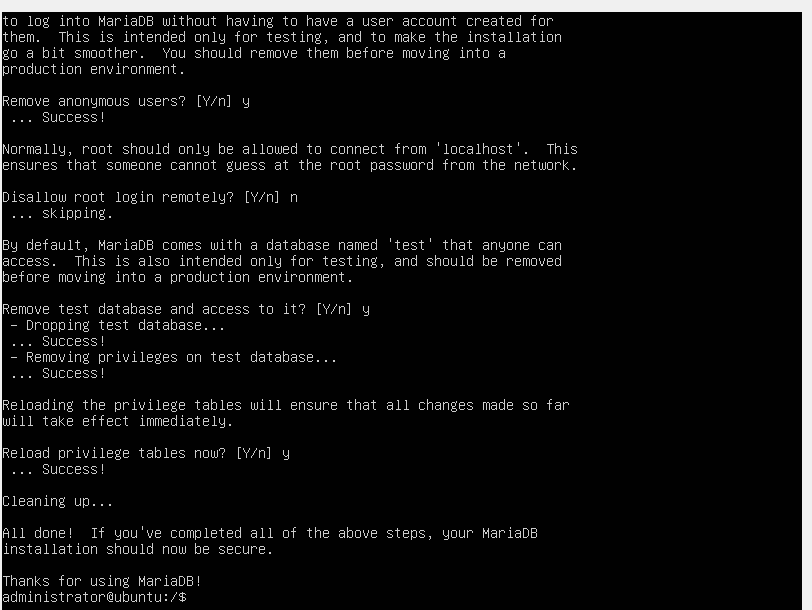 to log into MariaDB without having to have a user account created for
them.  This is intended only for testing, and to make the installation
go a bit smoother.  You should remove them before moving into a
production environment.
Remove anonymous users? [Y/n] y
 ... Success!
Normally, root should only be allowed to connect from 'localhost'.  This
ensures that someone cannot guess at the root password from the network.
Disallow root login remotely? [Y/n] n
 ... skipping.
By default, MariaDB comes with a database named 'test' that anyone can
access.  This is also intended only for testing, and should be removed
before moving into a production environment.
Remove test database and access to it? [Y/n] y
 - Dropping test database...
 ... Success!
 - Removing privileges on test database...
 ... Success!
Reloading the privilege tables will ensure that all changes made so far
will take effect immediately.
Reload privilege tables now? [Y/n] y
 ... Success!
Cleaning up...
All done!  If you've completed all of the above steps, your MariaDB
installation should now be secure.
Thanks for using MariaDB!
administrator@ubuntu:/$